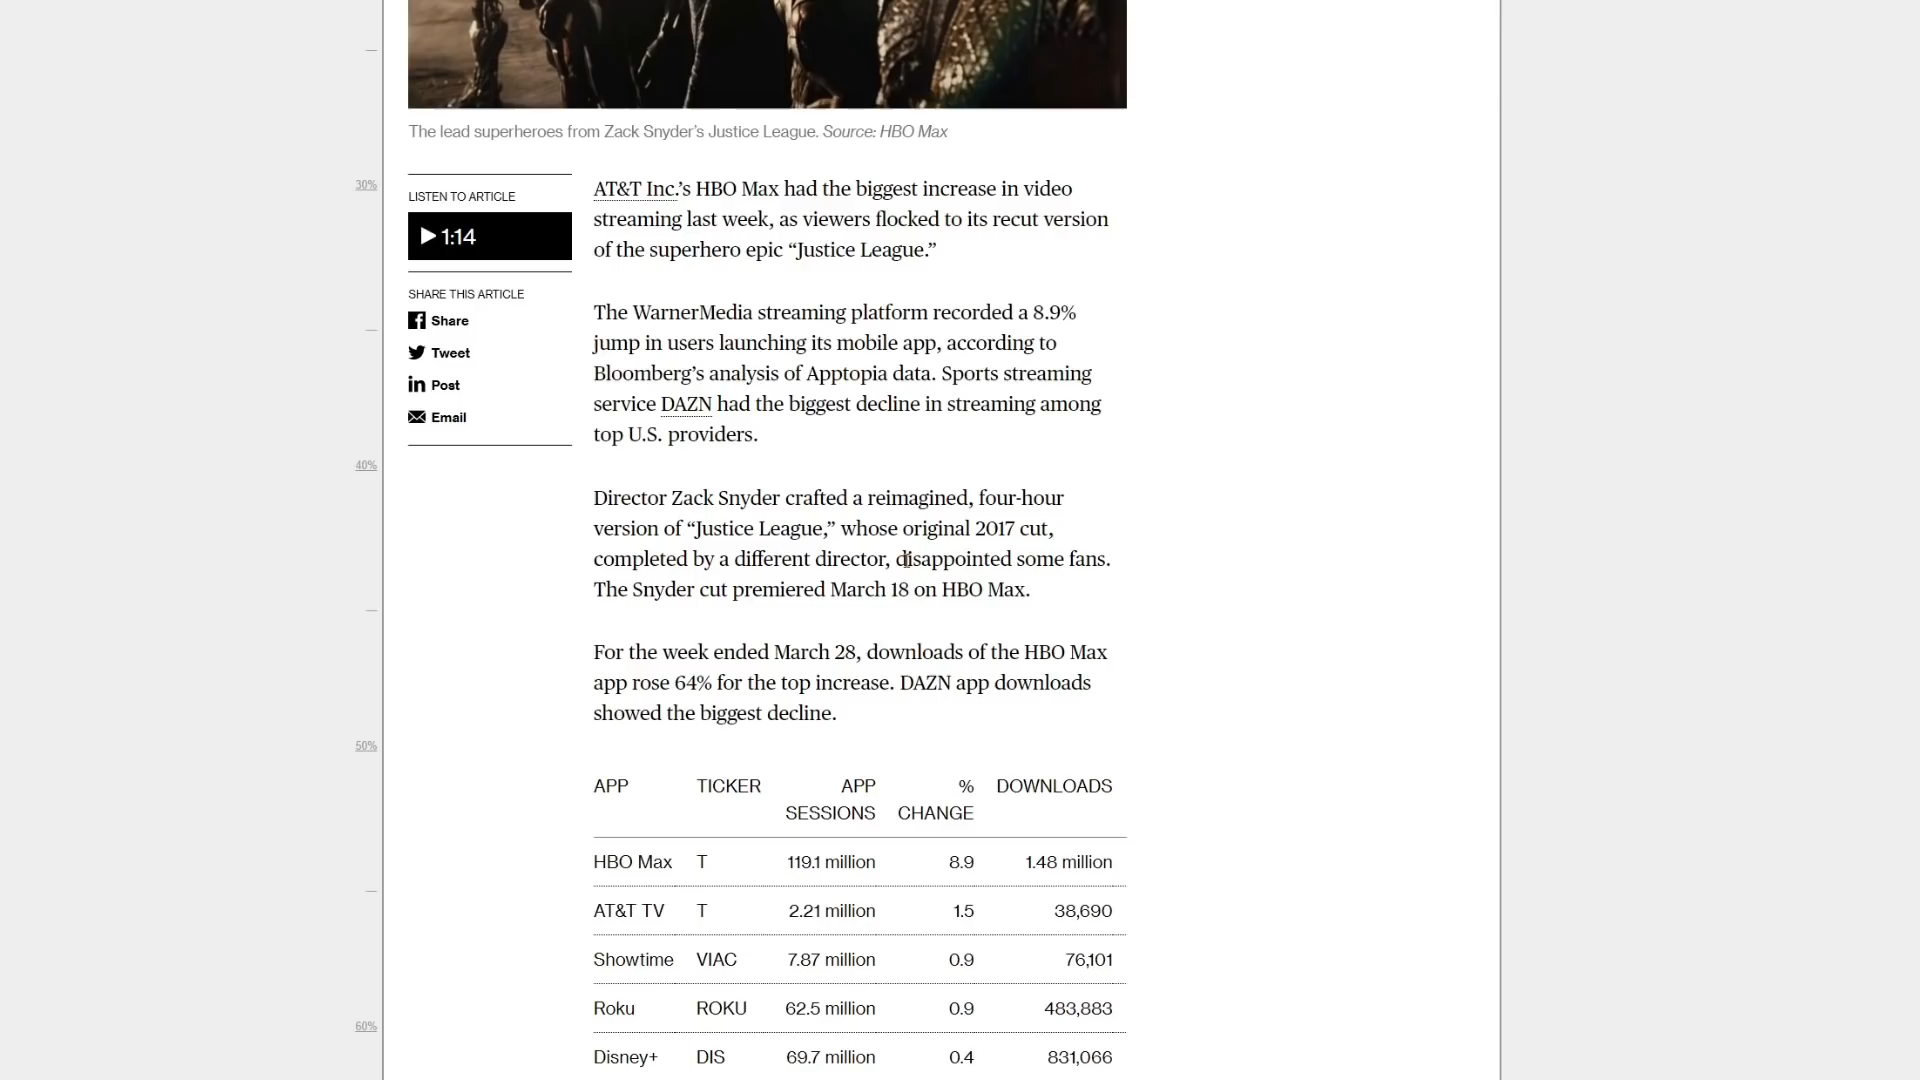 The lead superheroes from Zack Snyder’s Justice League. Source: HBO Max
30%
LISTEN TO ARTICLE
1:14
SHARE THIS ARTICLE
Share
Tweet
Post
Email
AT&T Inc.’s HBO Max had the biggest increase in video
streaming last week, as viewers flocked to its recut version
of the superhero epic “Justice League.”
The WarnerMedia streaming platform recorded a 8.9%
jump in users launching its mobile app, according to
Bloomberg’s analysis of Apptopia data. Sports streaming
service DAZN had the biggest decline in streaming among
top U.S. providers.
40%
Director Zack Snyder crafted a reimagined, four-hour
version of “Justice League,” whose original 2017 cut,
completed by a different director, disappointed some fans.
The Snyder cut premiered March 18 on HBO Max.
For the week ended March 28, downloads of the HBO Max
app rose 64% for the top increase. DAZN app downloads
showed the biggest decline.
50%
APP TICKER APP SESSIONS % CHANGE DOWNLOADS
HBO Max T 119.1 million 8.9 1.48 million
AT&T TV T 2.21 million 1.5 38,690
Showtime VIAC 7.87 million 0.9 76,101
Roku ROKU 62.5 million 0.9 483,883
60%
Disney+ DIS 69.7 million 0.4 831,066